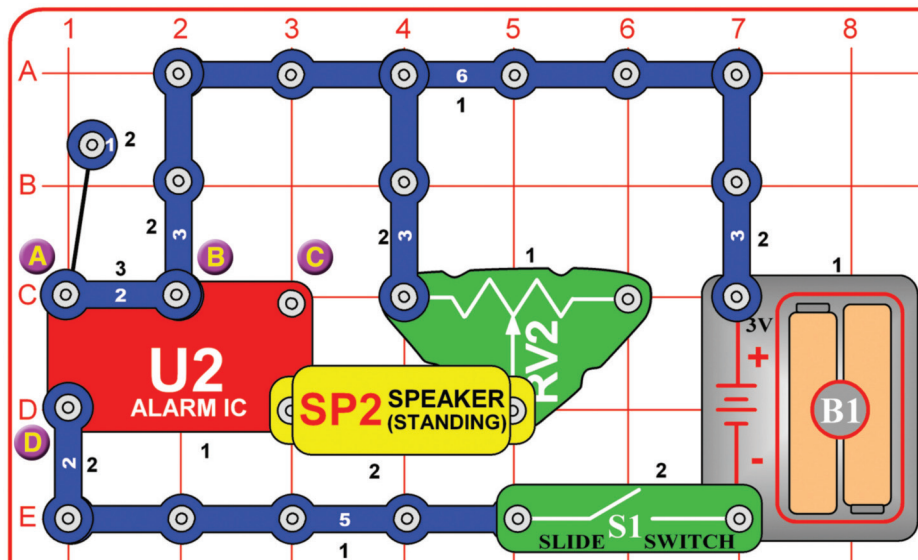 1 2 3 4 5 6 7 8
A
6
1
1 2
B
2 3
2 3
3 2
A
B
C
3
1
1
C
2
3V
+
U2
ALARM IC
RV2
B1
D
SP2 SPEAKER
(STANDING)
D
2 2
1
2
-
2
E
5
1
S1
SLIDE SWITCH